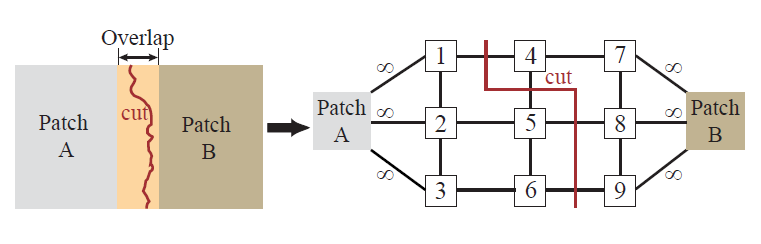 Overlap
Patch
A
cut
Patch
B
Patch
A
∞
∞
∞
1
4
7
cut
2
5
8
3
6
9
∞
∞
∞
Patch
B